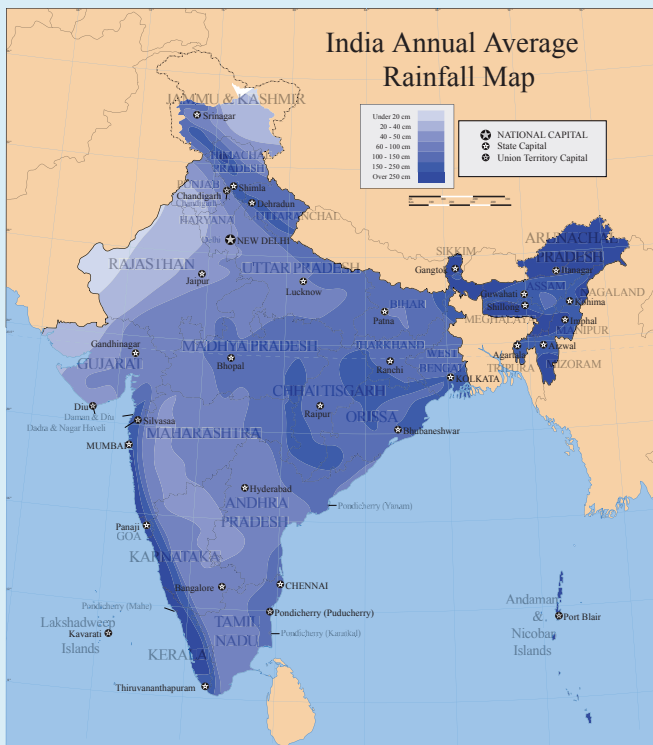 India Annual Average
Rainfall Map
Under 20 cm
20 - 40 cm
40 - 50 cm
60 - 100 cm
100 - 150 cm
150 - 250 cm
Over 250 cm
NATIONAL CAPITAL
State Capital
Union Territory Capital
JAMMU & KASHMIR
Srinagar
HIMACHAL
PRADESH
PUNJAB
Shimla
Chandigarh
Chandigarh
Dehradun
UTTARANCHAL
HARYANA
Delhi
NEW DELHI
RAJASTHAN
Jaipur
UTTAR PRADESH
Lucknow
SIKKIM
Gangtok
ARUNACHAL
PRADESH
Itanagar
ASSAM
Guwahati
NAGALAND
Kohima
Shillong
MEGHALAYA
Imphal
MANIPUR
BIHAR
Patna
Agartala
TRIPURA
Aizwal
MIZORAM
Gandhinagar
GUJARAT
MADHYA PRADESH
Bhopal
JHARKHAND
Ranchi
WEST
BENGAL
KOLKATA
CHHATTISGARH
Raipur
ORISSA
Bhubaneshwar
Diu
Daman & Diu
Dadra & Nagar Haveli
Silvasaa
MUMBAI
MAHARASHTRA
Hyderabad
ANDHRA
PRADESH
Pondicherry (Yanam)
Panaji
GOA
KARNATAKA
Bangalore
CHENNAI
Pondicherry (Mahe)
Pondicherry (Puducherry)
Lakshadweep
Kavarati
Islands
TAMIL
NADU
Pondicherry (Karaikal)
KERALA
Thiruvananthapuram
Andaman
&
Nicobar
Islands
Port Blair